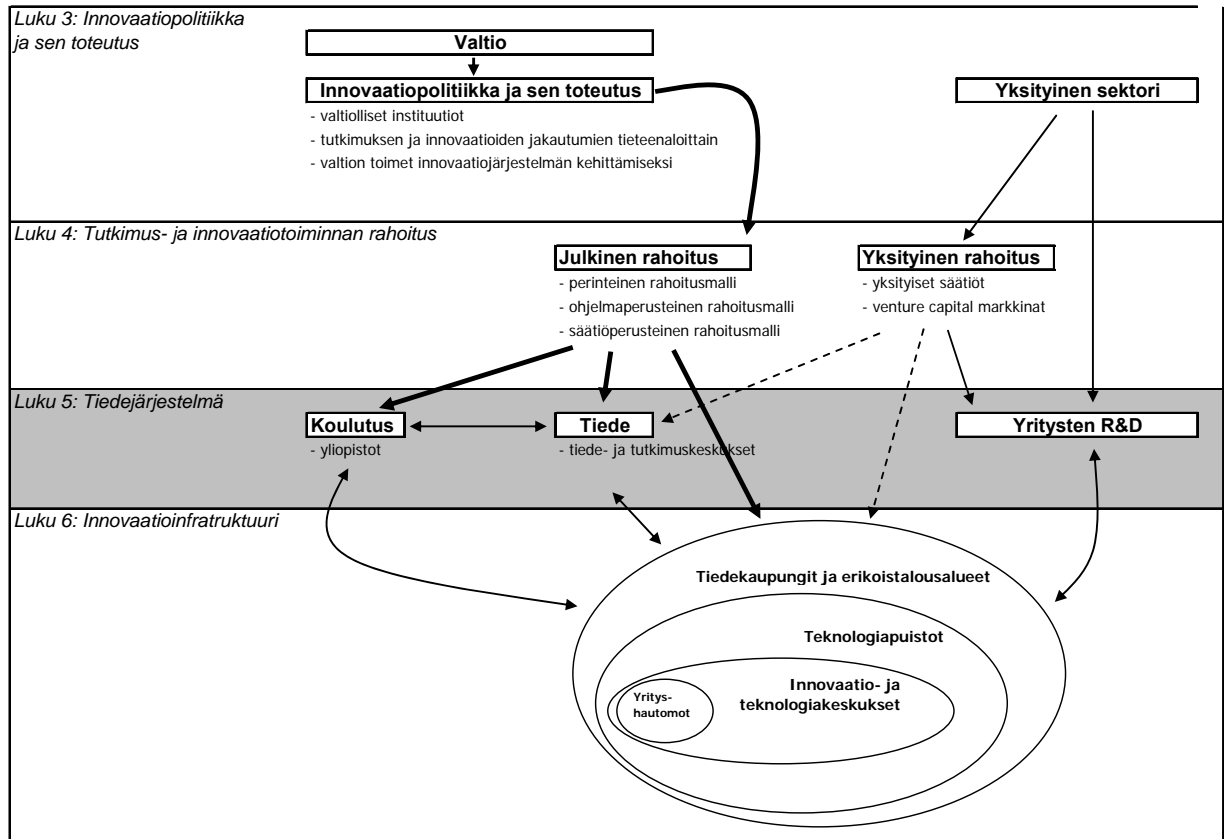 Luku 3: Innovaatiopolitiikka
ja sen toteutus
Valtio
Innovaatiopolitiikka ja sen toteutus
- valtiolliset instituutiot
- tutkimuksen ja innovaatioiden jakautumien tieteenaloittain
- valtion toimet innovaatiojärjestelmän kehittämiseksi
Yksityinen sektori
Luku 4: Tutkimus- ja innovaatiotoiminnan rahoitus
Julkinen rahoitus
- perinteinen rahoitusmalli
- ohjelmaperusteinen rahoitusmalli
- säätiöperusteinen rahoitusmalli
Yksityinen rahoitus
- yksityiset säätiöt
- venture capital markkinat
Luku 5: Tiedejärjestelmä
Koulutus
- yliopistot
Tiede
- tiede- ja tutkimuskeskukset
Yritysten R&D
Luku 6: Innovaatioinfratruktuuri
Tiedekaupungit ja erikoistalousalueet
Teknologiapuistot
Innovaatio- ja
teknologiakeskukset
Yritys-
hautomot